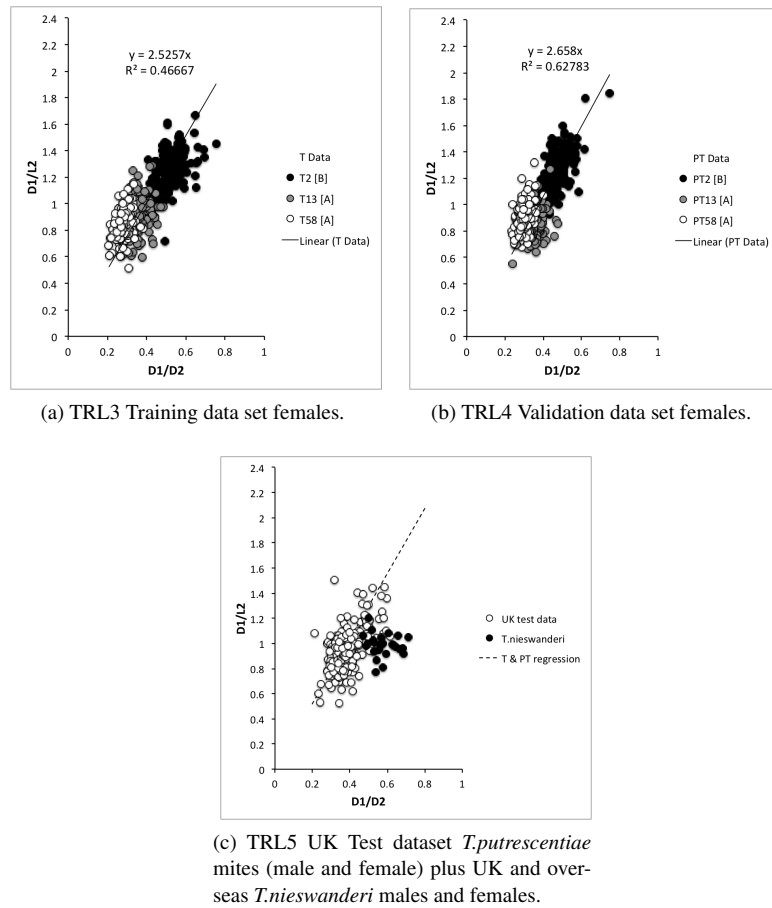 2.4
2.2
2
1.8
1.6
1.4
1.2
1
0.8
0.6
0.4
0.2
0
D1/L2
0 0.2 0.4 0.6 0.8 1
D1/D2
y = 2.5257x
R² = 0.46667
T Data
T2 [B]
T13 [A]
T58 [A]
Linear (T Data)
(a) TRL3 Training data set females.
2.4
2.2
2
1.8
1.6
1.4
1.2
1
0.8
0.6
0.4
0.2
0
D1/L2
0 0.2 0.4 0.6 0.8 1
D1/D2
y = 2.658x
R² = 0.62783
PT Data
PT2 [B]
PT13 [A]
PT58 [A]
Linear (PT Data)
(b) TRL4 Validation data set females.
2.4
2.2
2
1.8
1.6
1.4
1.2
1
0.8
0.6
0.4
0.2
0
D1/L2
0 0.2 0.4 0.6 0.8 1
D1/D2
UK test data
T.nieswanderi
T & PT regression
(c) TRL5 UK Test dataset T.putrescentiae
mites (male and female) plus UK and over-
seas T.nieswanderi males and females.